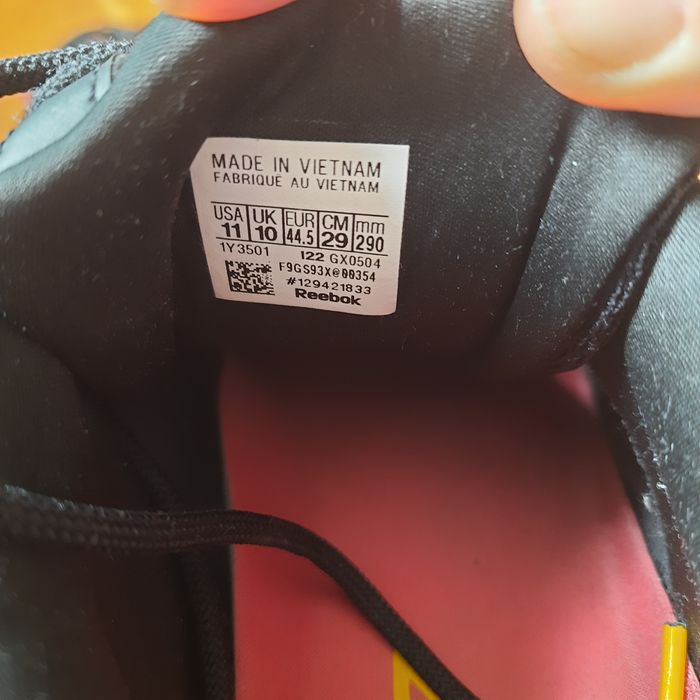 MADE IN VIETNAM
FABRIQUÉ AU VIETNAM
USA UK EUR CM mm
11 10 44.5 29 290
1Y3501 I22 GX0504
F9GS93X@00354
#129421833
Reebok